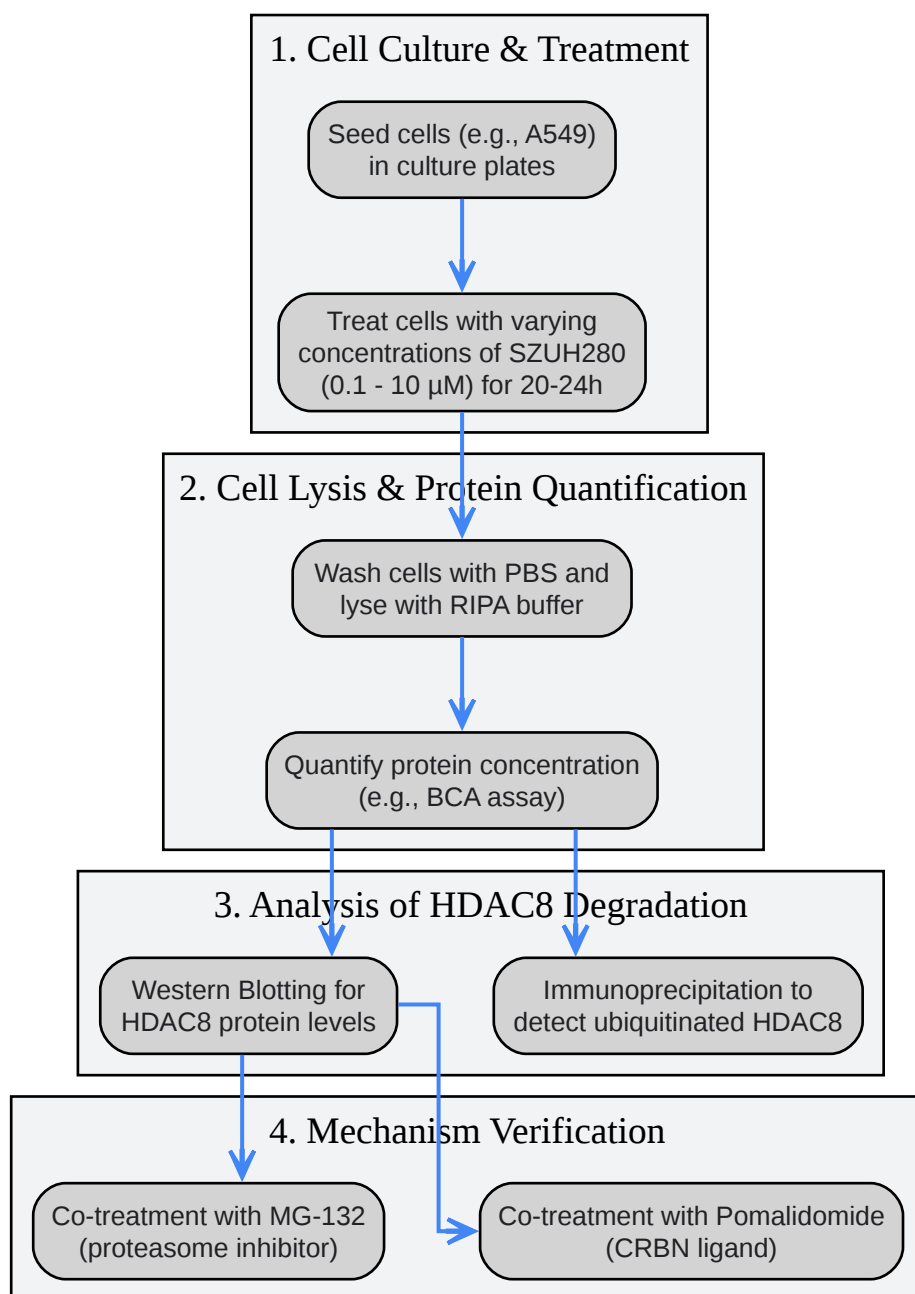 1. Cell Culture & Treatment
Seed cells (e.g., A549)
in culture plates
Treat cells with varying
concentrations of SZUH280
(0.1 - 10 µM) for 20-24h
2. Cell Lysis & Protein Quantification
Wash cells with PBS and
lyse with RIPA buffer
Quantify protein concentration
(e.g., BCA assay)
3. Analysis of HDAC8 Degradation
Western Blotting for
HDAC8 protein levels
Immunoprecipitation to
detect ubiquitinated HDAC8
4. Mechanism Verification
Co-treatment with MG-132
(proteasome inhibitor)
Co-treatment with Pomalidomide
(CRBN ligand)